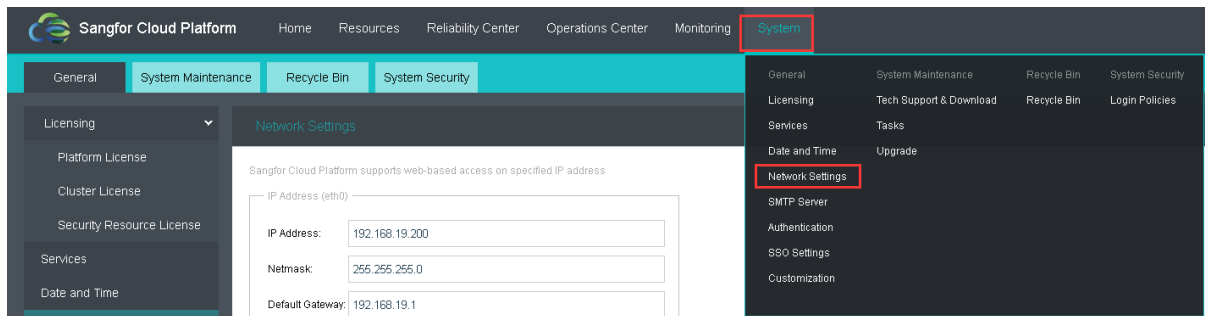 Sangfor Cloud Platform Home Resources Reliability Center Operations Center Monitoring System
General System Maintenance Recycle Bin System Security
General System Maintenance Recycle Bin System Security
Licensing Tech Support & Download Recycle Bin Login Policies
Services Tasks
Date and Time Upgrade
Network Settings
SMTP Server
Authentication
SSO Settings
Customization
Licensing
Platform License
Cluster License
Security Resource License
Services
Date and Time
Network Settings
Sangfor Cloud Platform supports web-based access on specified IP address
IP Address (eth0)
IP Address: 192.168.19.200
Netmask: 255.255.255.0
Default Gateway: 192.168.19.1